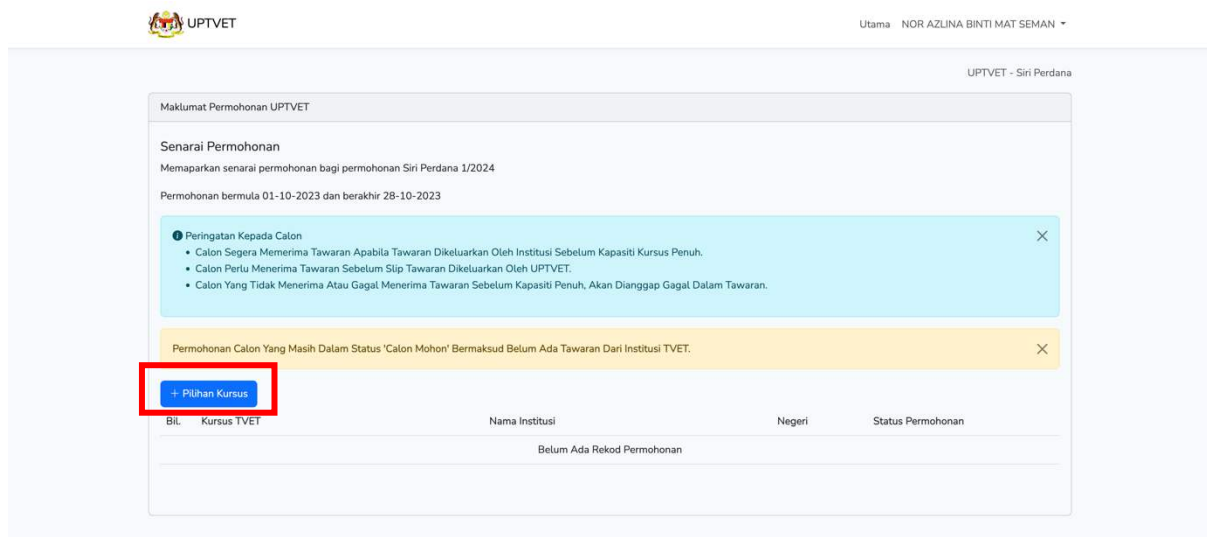 UPTVET
Utama NOR AZLINA BINTI MAT SEMAN
UPTVET - Siri Perdana
Maklumat Permohonan UPTVET
Senarai Permohonan
Memaparkan senarai permohonan bagi permohonan Siri Perdana 1/2024
Permohonan bermula 01-10-2023 dan berakhir 28-10-2023
Peringatan Kepada Calon
• Calon Segera Memerima Tawaran Apabila Tawaran Dikeluarkan Oleh Institusi Sebelum Kapasiti Kursus Penuh.
• Calon Perlu Menerima Tawaran Sebelum Slip Tawaran Dikeluarkan Oleh UPTVET.
• Calon Yang Tidak Menerima Atau Gagal Menerima Tawaran Sebelum Kapasiti Penuh, Akan Dianggap Gagal Dalam Tawaran.
Permohonan Calon Yang Masih Dalam Status 'Calon Mohon' Bermaksud Belum Ada Tawaran Dari Institusi TVET.
+ Pilihan Kursus
Bil. Kursus TVET Nama Institusi Negeri Status Permohonan
Belum Ada Rekod Permohonan